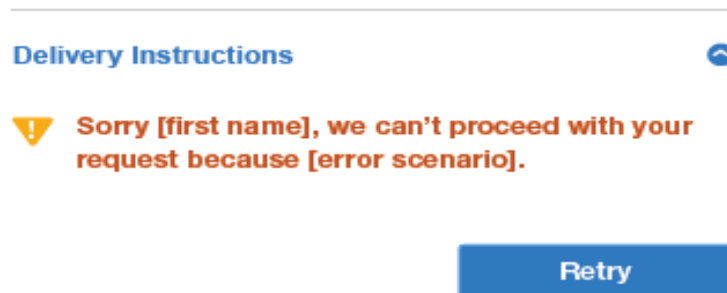 Delivery Instructions
Sorry [first name], we can't proceed with your
request because [error scenario].
Retry